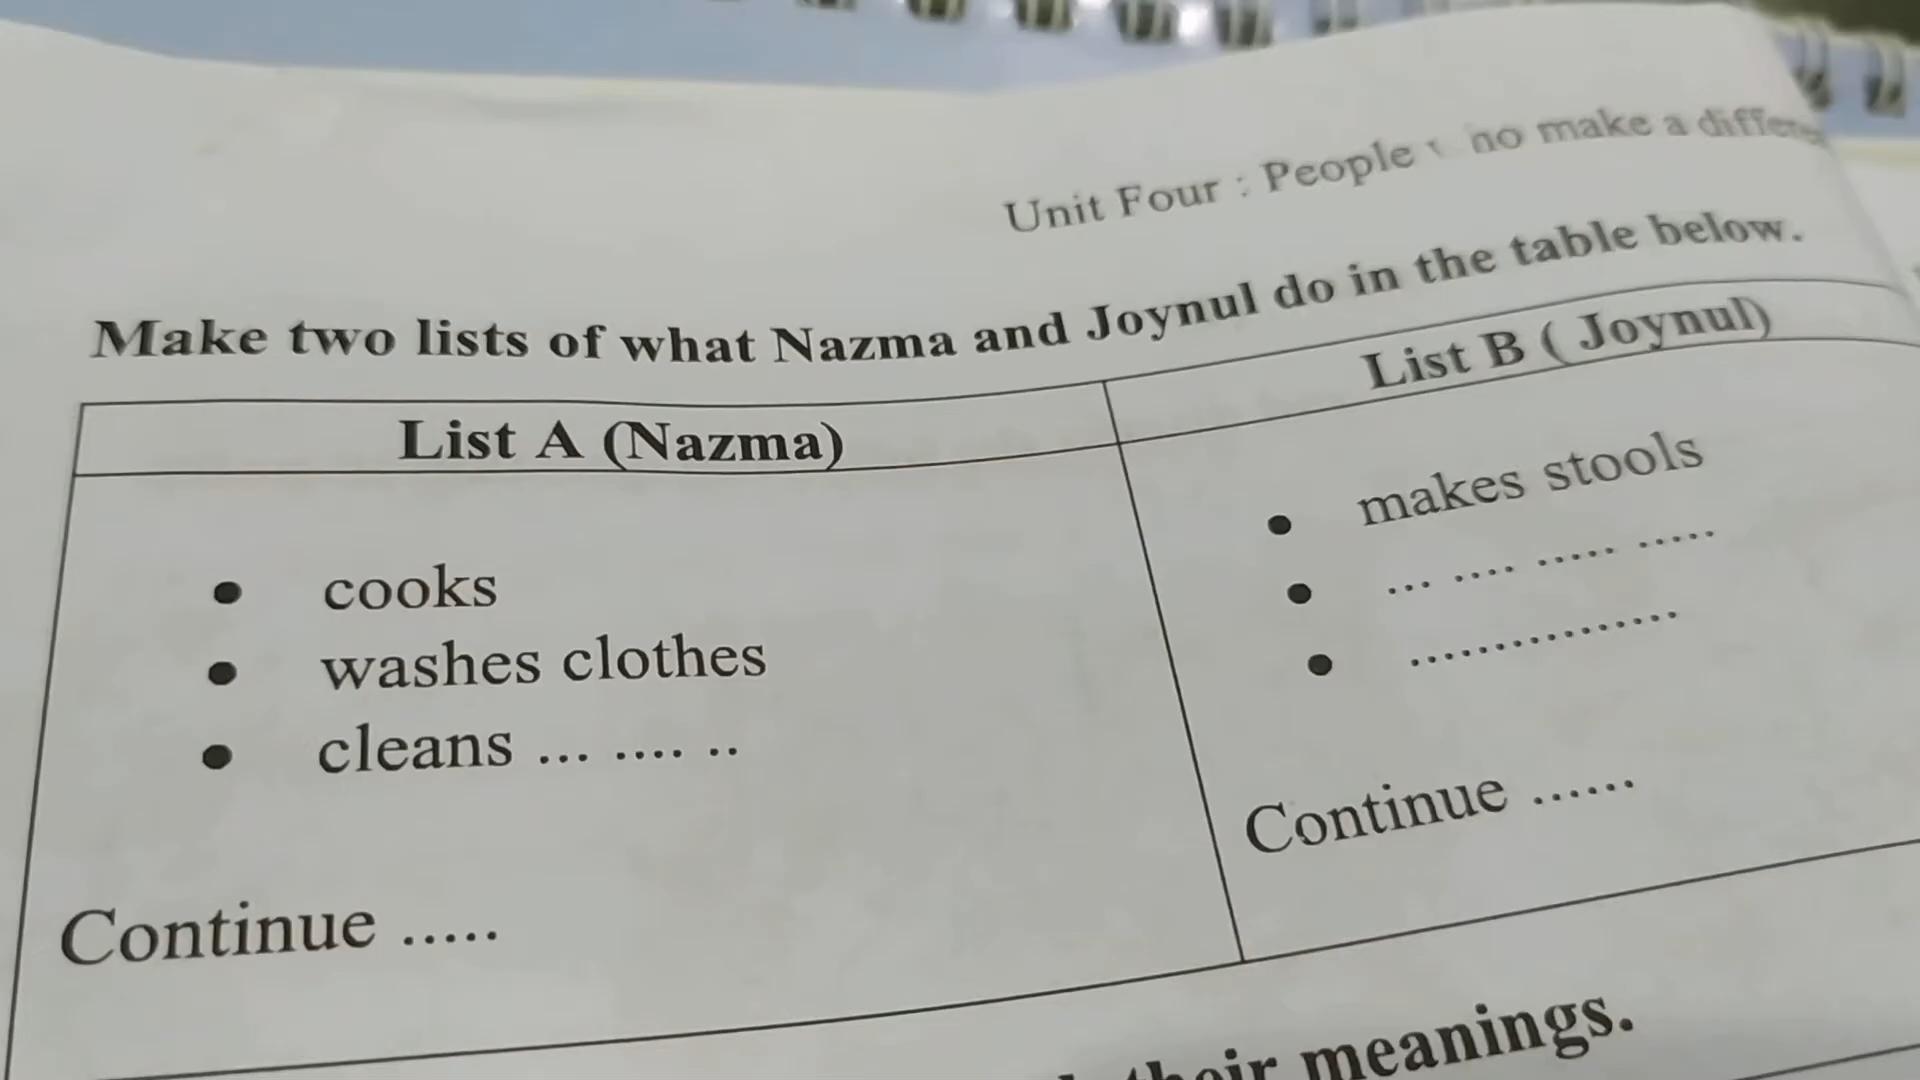 Unit Four : People make a
Make two lists of what Nazma and Joynul do in the table below.
List A (Nazma)
List B ( Joynul)
• cooks
• washes clothes
• cleans ... .... ..
Continue .....
• makes stools
• ... .... ..... .....
• ...............
Continue ......
their meanings.